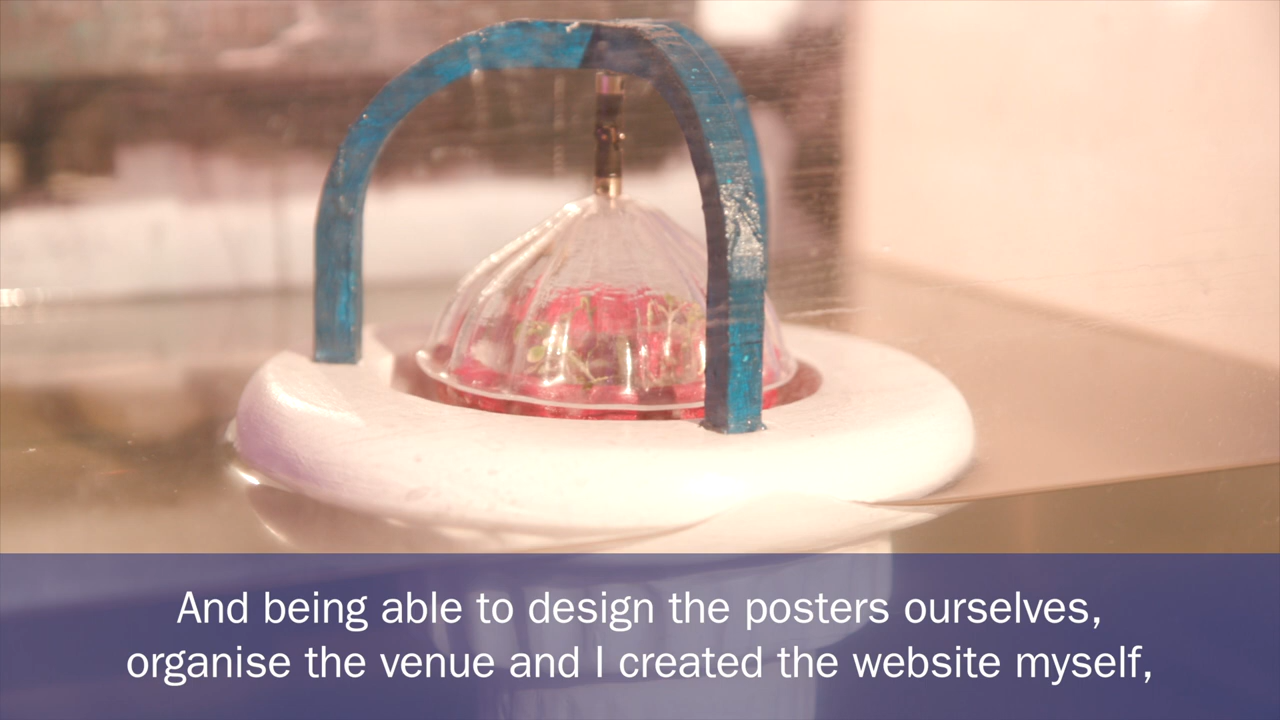 And being able to design the posters ourselves,
organise the venue and I created the website myself,